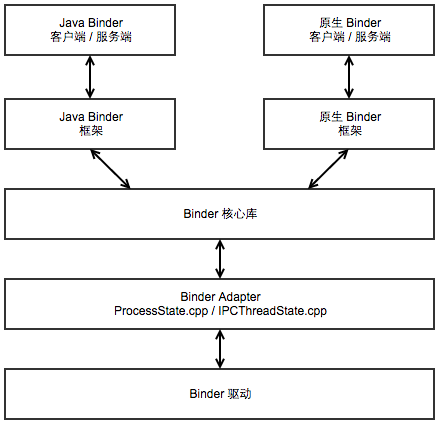 Java Binder
客户端 / 服务端
原生 Binder
客户端 / 服务端
Java Binder
框架
原生 Binder
框架
Binder 核心库
Binder Adapter
ProcessState.cpp / IPCThreadState.cpp
Binder 驱动